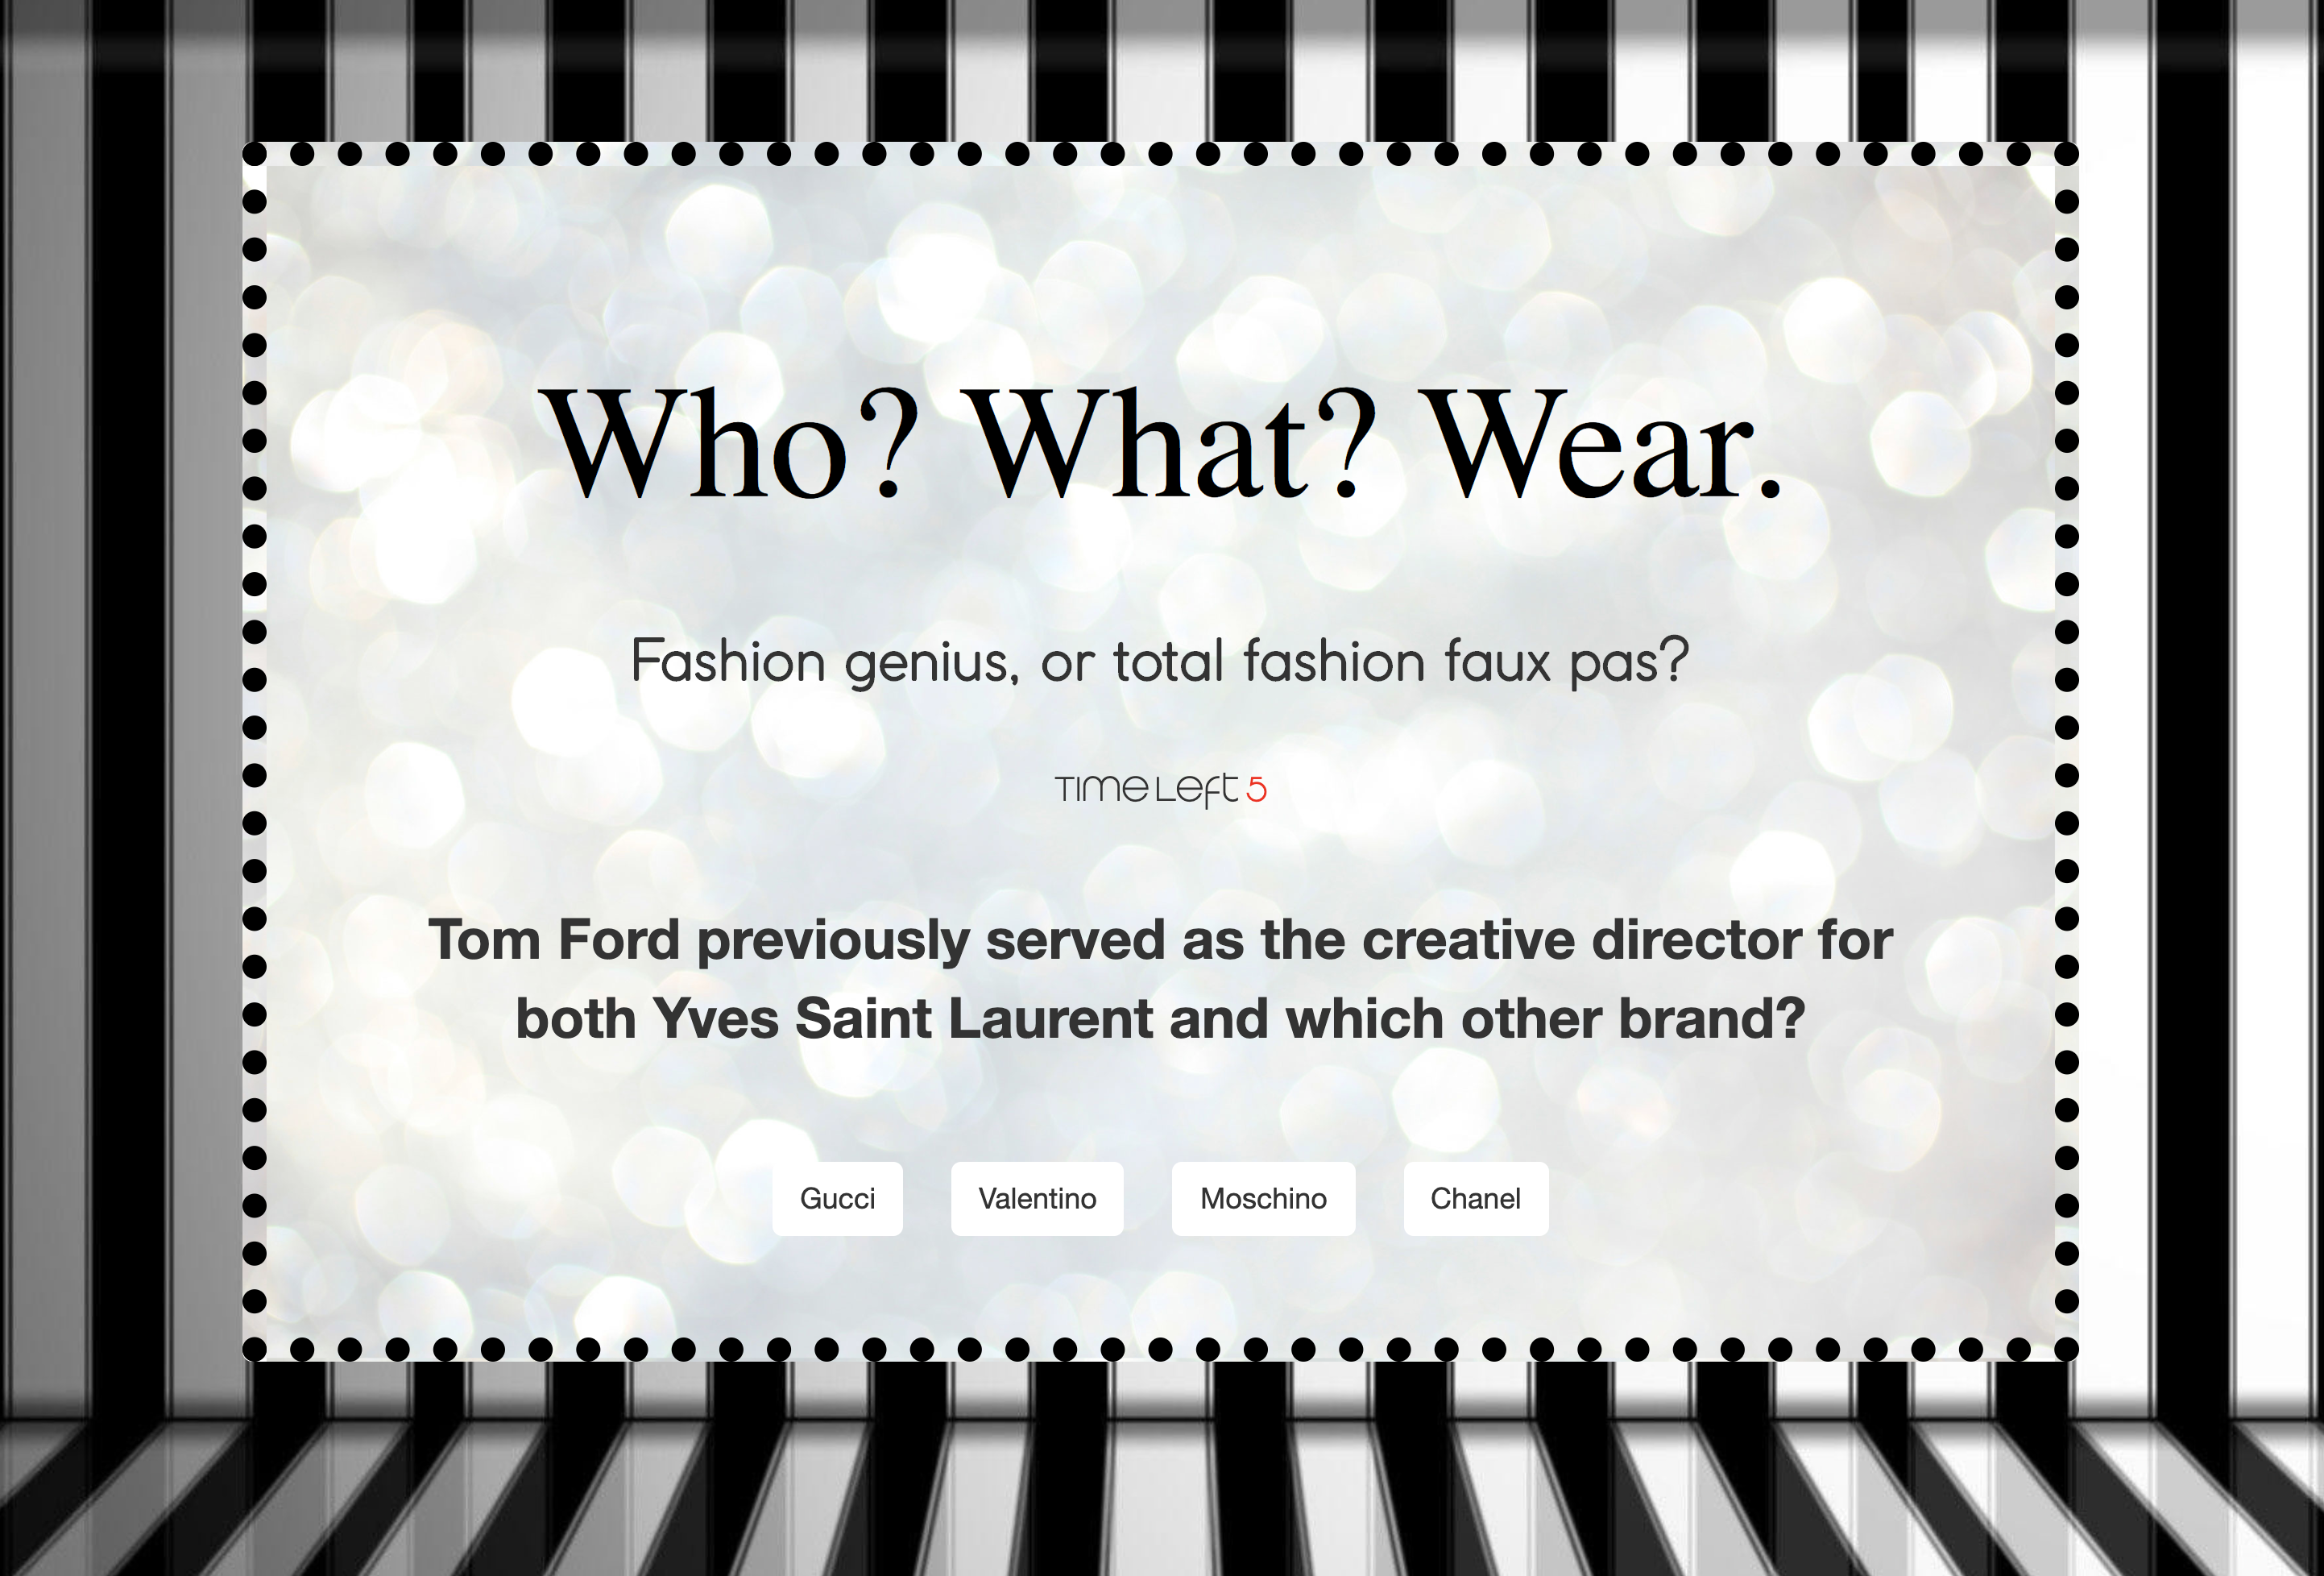 Who? What? Wear.
Fashion genius, or total fashion faux pas?
Time Left 5
Tom Ford previously served as the creative director for
both Yves Saint Laurent and which other brand?
Gucci Valentino Moschino Chanel